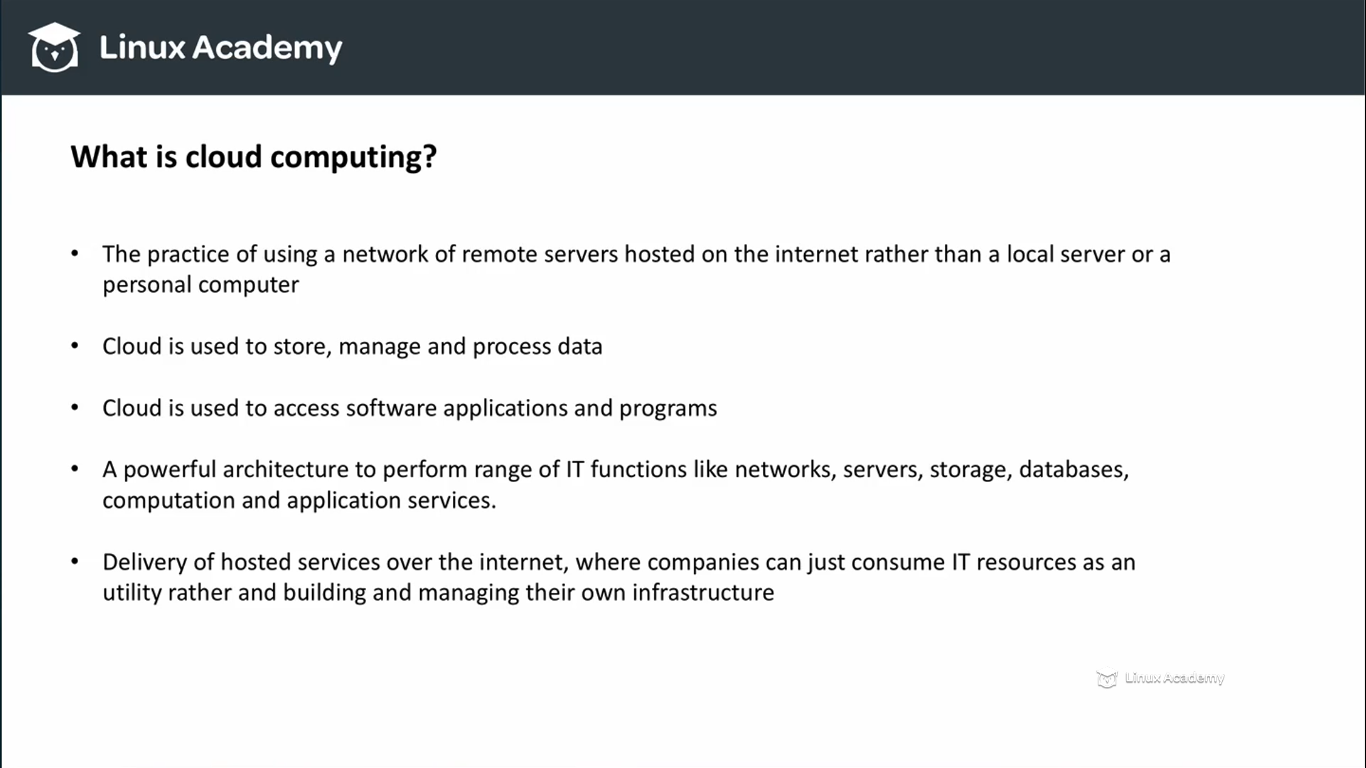 Linux Academy
What is cloud computing?
• The practice of using a network of remote servers hosted on the internet rather than a local server or a
personal computer
• Cloud is used to store, manage and process data
• Cloud is used to access software applications and programs
• A powerful architecture to perform range of IT functions like networks, servers, storage, databases,
computation and application services.
• Delivery of hosted services over the internet, where companies can just consume IT resources as an
utility rather and building and managing their own infrastructure
Linux Academy